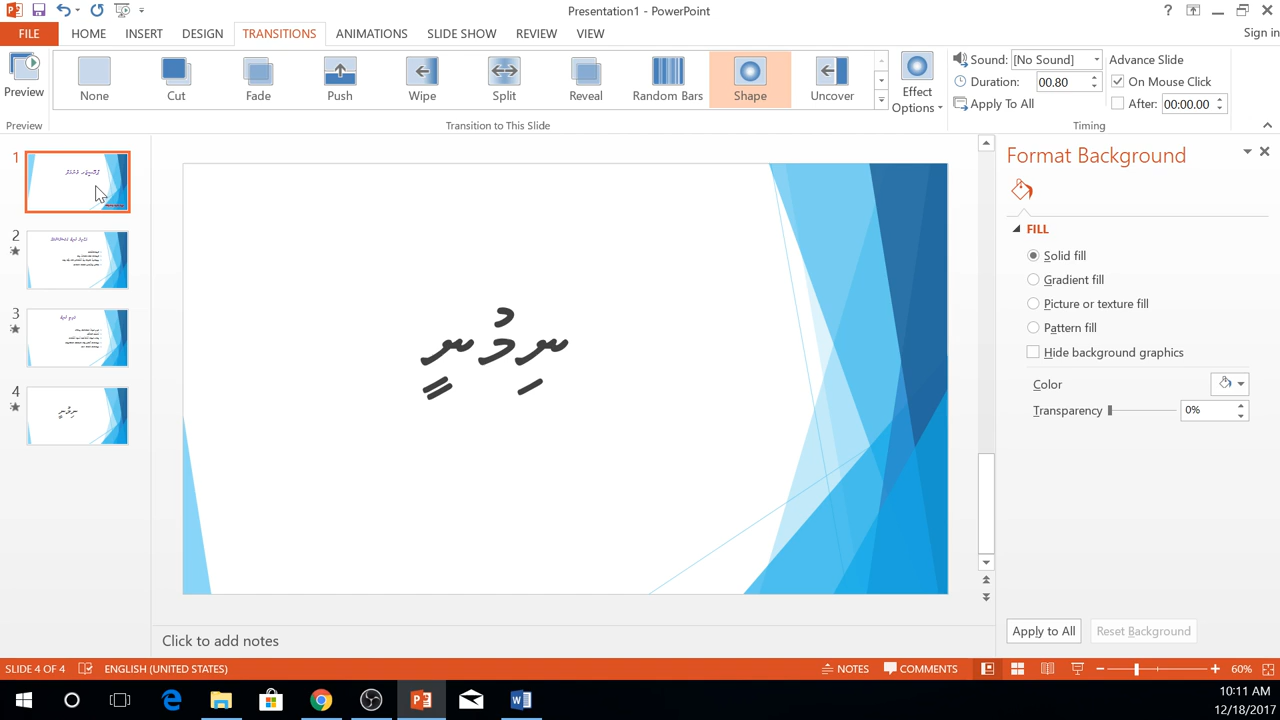 Presentation1 - PowerPoint
Sign in
FILE HOME INSERT DESIGN TRANSITIONS ANIMATIONS SLIDE SHOW REVIEW VIEW
Preview
None Cut Fade Push Wipe Split Reveal Random Bars Shape Uncover
Effect
Options
Sound: [No Sound]
Duration: 00.80
Apply To All
Advance Slide
On Mouse Click
After: 00:00.00
Preview
Transition to This Slide
Timing
Format Background
FILL
Solid fill
Gradient fill
Picture or texture fill
Pattern fill
Hide background graphics
Color
Transparency 0%
Apply to All
Reset Background
1
2
3
4
ނިމުނީ
ނިމުނީ
Click to add notes
SLIDE 4 OF 4
ENGLISH (UNITED STATES)
NOTES
COMMENTS
60%
10:11 AM
12/18/2017